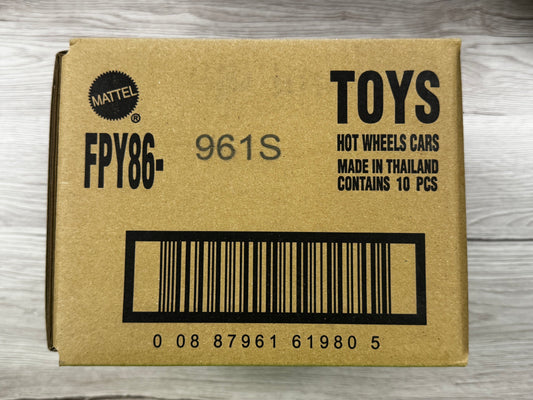 MATTEL
®
FPY86-
961S
TOYS
HOT WHEELS CARS
MADE IN THAILAND
CONTAINS 10 PCS
0 08 87961 61980 5